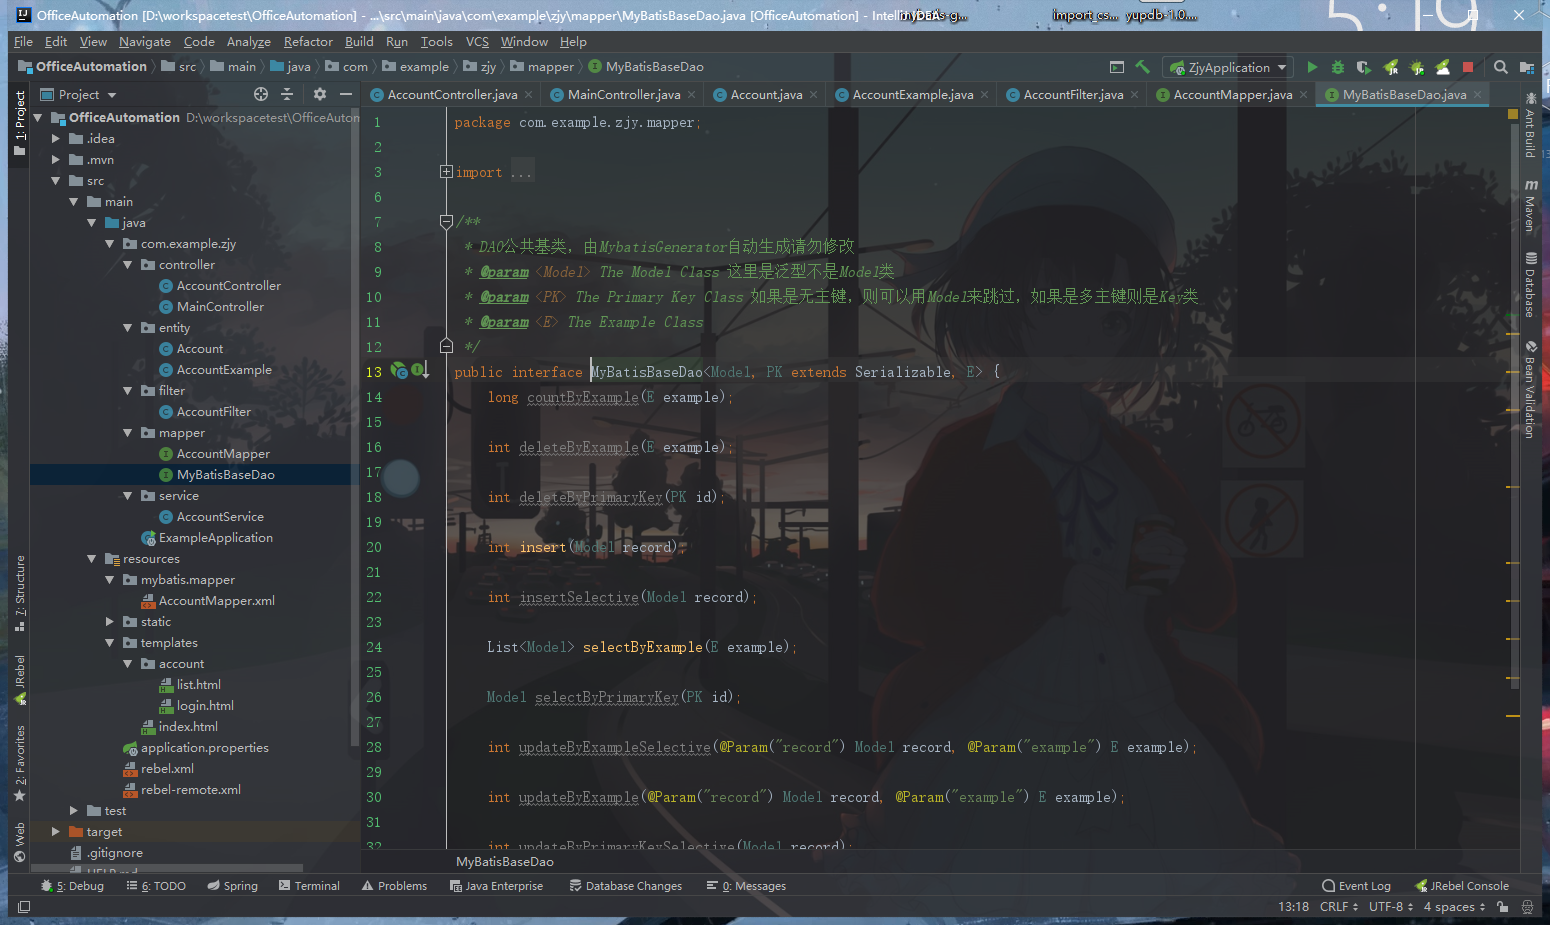 OfficeAutomation [D:\workspacetest\OfficeAutomation] - ...\src\main\java\com\example\zjy\mapper\MyBatisBaseDao.java [OfficeAutomation] - IntelliJ IDEA
import_cs...
yupdb-1.0....
File Edit View Navigate Code Analyze Refactor Build Run Tools VCS Window Help
OfficeAutomation src main java com example zjy mapper MyBatisBaseDao
ZjyApplication
Project
AccountController.java MainController.java Account.java AccountExample.java AccountFilter.java AccountMapper.java MyBatisBaseDao.java
1: Project
7: Structure
JRebel
2: Favorites
Web
OfficeAutomation D:\workspacetest\OfficeAutom
.idea
.mvn
src
main
java
com.example.zjy
controller
AccountController
MainController
entity
Account
AccountExample
filter
AccountFilter
mapper
AccountMapper
MyBatisBaseDao
service
AccountService
ExampleApplication
resources
mybatis.mapper
AccountMapper.xml
static
templates
account
list.html
login.html
index.html
application.properties
rebel.xml
rebel-remote.xml
test
target
.gitignore
HELP.md
1 package com.example.zjy.mapper;
2
3 import ...
6
7 /**
8 * DAO公共基类，由MybatisGenerator自动生成请勿修改
9 * @param <Model> The Model Class 这里是泛型不是Model类
10 * @param <PK> The Primary Key Class 如果是无主键，则可以用Model来跳过，如果是多主键则是Key类
11 * @param <E> The Example Class
12 */
13 public interface MyBatisBaseDao<Model, PK extends Serializable, E> {
14 long countByExample(E example);
15
16 int deleteByExample(E example);
17
18 int deleteByPrimaryKey(PK id);
19
20 int insert(Model record);
21
22 int insertSelective(Model record);
23
24 List<Model> selectByExample(E example);
25
26 Model selectByPrimaryKey(PK id);
27
28 int updateByExampleSelective(@Param("record") Model record, @Param("example") E example);
29
30 int updateByExample(@Param("record") Model record, @Param("example") E example);
31
32 int updateByPrimaryKeySelective(Model record);
MyBatisBaseDao
Ant Build
Maven
Database
Bean Validation
5: Debug 6: TODO Spring Terminal Problems Java Enterprise Database Changes 0: Messages Event Log JRebel Console
13:18 CRLF UTF-8 4 spaces